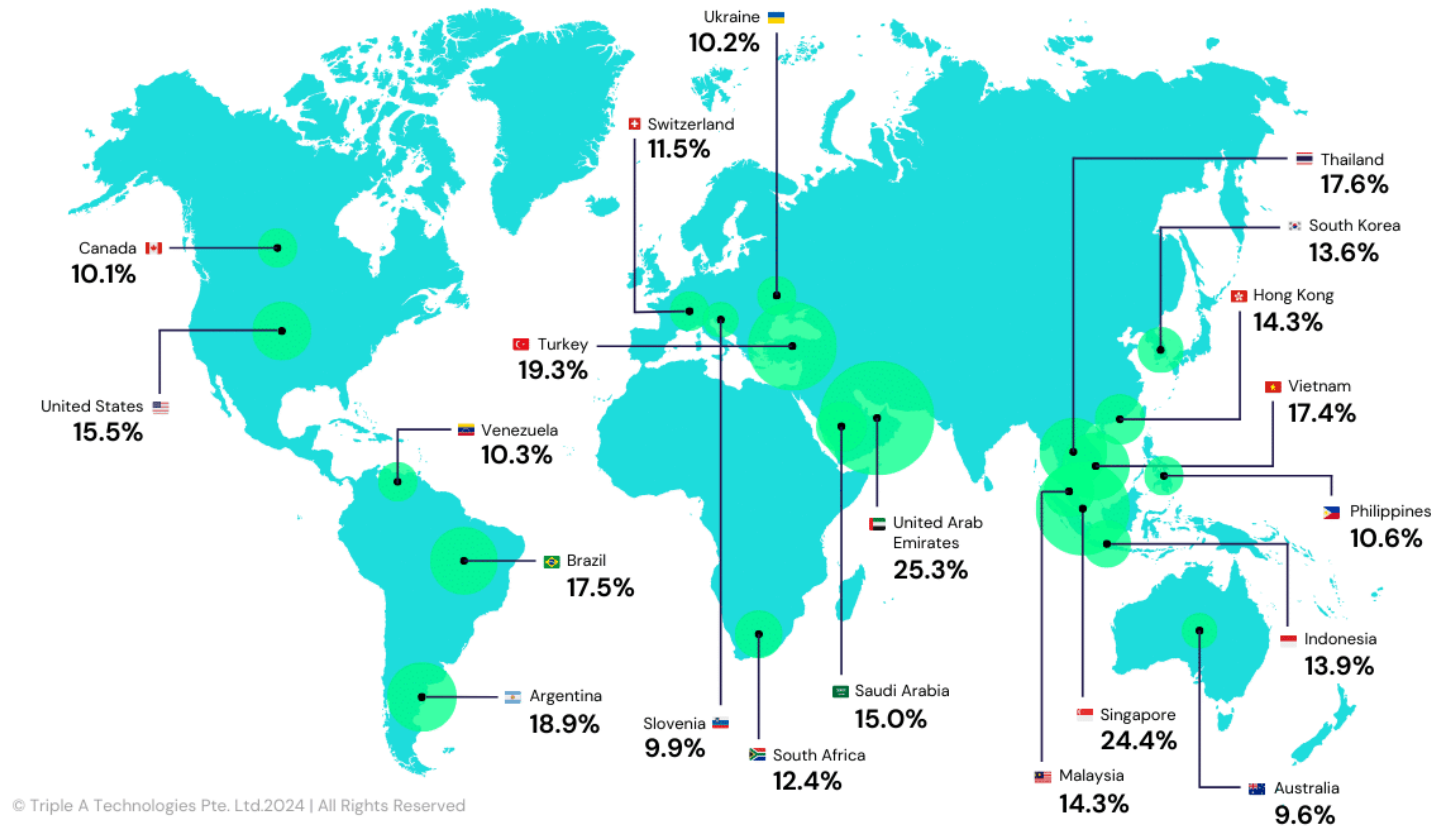 Ukraine
10.2%
Switzerland
11.5%
Thailand
17.6%
South Korea
13.6%
Canada
10.1%
Hong Kong
14.3%
Turkey
19.3%
Vietnam
17.4%
United States
15.5%
Venezuela
10.3%
Philippines
10.6%
United Arab
Emirates
25.3%
Brazil
17.5%
Indonesia
13.9%
Saudi Arabia
15.0%
Argentina
18.9%
Slovenia
9.9%
Singapore
24.4%
South Africa
12.4%
Malaysia
14.3%
Australia
9.6%
© Triple A Technologies Pte. Ltd.2024 | All Rights Reserved